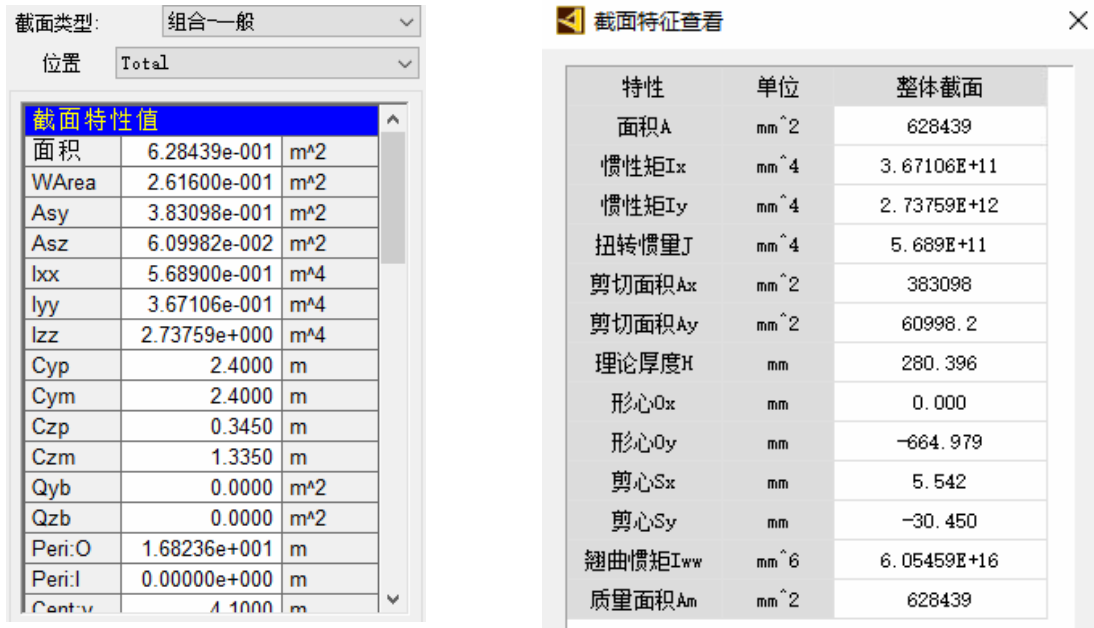 截面类型: 组合-一般
位置 Total
截面特性值
面积 6.28439e-001 m^2
WArea 2.61600e-001 m^2
Asy 3.83098e-001 m^2
Asz 6.09982e-002 m^2
Ixx 5.68900e-001 m^4
Iyy 3.67106e-001 m^4
Izz 2.73759e+000 m^4
Cyp 2.4000 m
Cym 2.4000 m
Czp 0.3450 m
Czm 1.3350 m
Qyb 0.0000 m^2
Qzb 0.0000 m^2
Peri:O 1.68236e+001 m
Peri:I 0.00000e+000 m
Cent:y 4.1000 m
截面特征查看
特性 单位 整体截面
面积A mm^2 628439
惯性矩Ix mm^4 3.67106E+11
惯性矩Iy mm^4 2.73759E+12
扭转惯量J mm^4 5.689E+11
剪切面积Ax mm^2 383098
剪切面积Ay mm^2 60998.2
理论厚度H mm 280.396
形心Ox mm 0.000
形心Oy mm -664.979
剪心Sx mm 5.542
剪心Sy mm -30.450
翘曲惯矩Iww mm^6 6.05459E+16
质量面积Am mm^2 628439